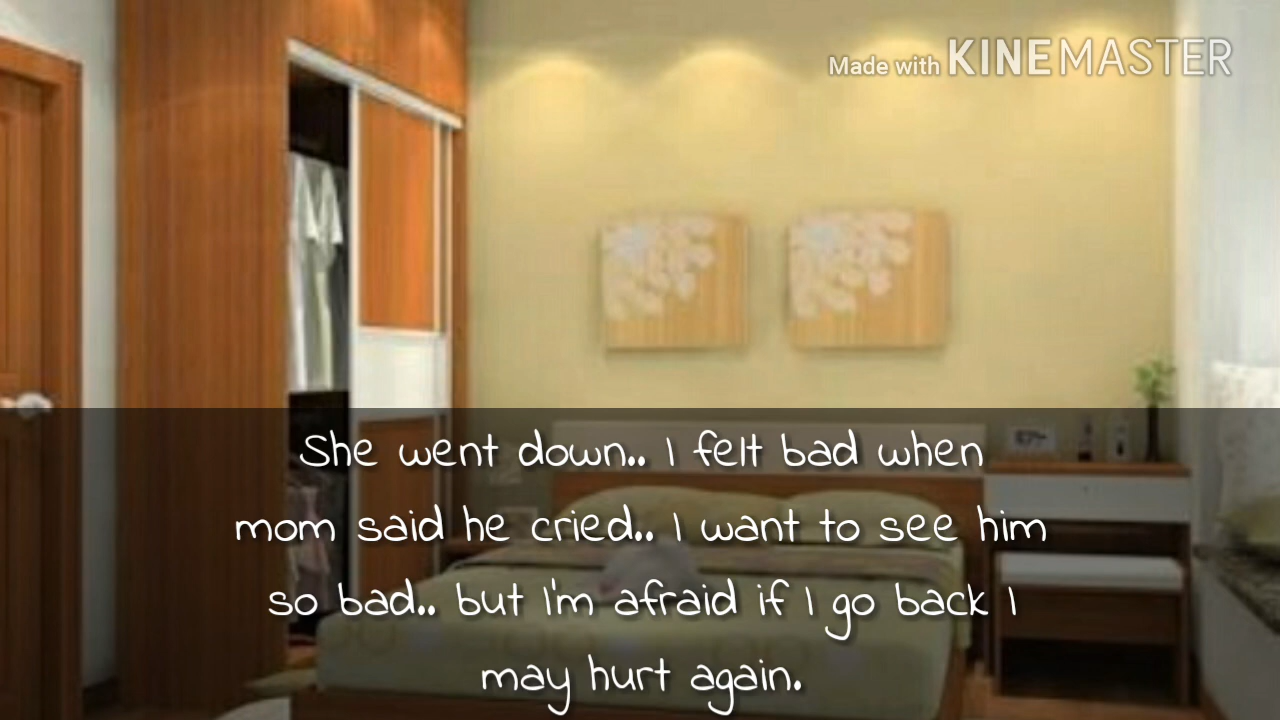 Made with KINEMASTER
She went down.. I felt bad when
mom said he cried.. I want to see him
so bad.. but I'm afraid if I go back I
may hurt again.